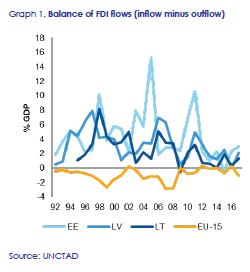 Graph 1. Balance of FDI flows (inflow minus outflow)
% GDP
18
16
14
12
10
8
6
4
2
0
-2
-4
92 94 96 98 00 02 04 06 08 10 12 14 16
EE LV LT EU-15
Source: UNCTAD